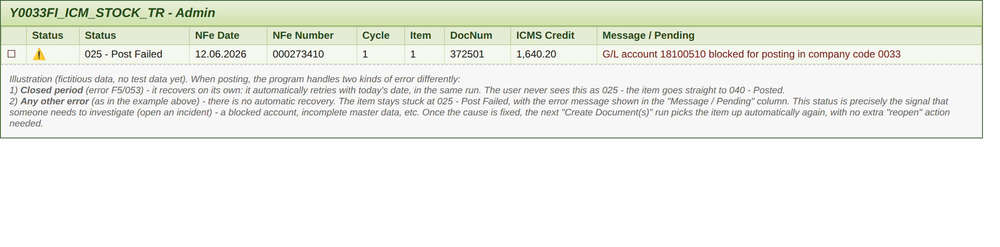 Y0033FI_ICM_STOCK_TR - Admin
Status Status NFe Date NFe Number Cycle Item DocNum ICMS Credit Message / Pending
☐ ⚠️ 025 - Post Failed 12.06.2026 000273410 1 1 372501 1,640.20 G/L account 18100510 blocked for posting in company code 0033
Illustration (fictitious data, no test data yet). When posting, the program handles two kinds of error differently:
1) Closed period (error F5/053) - it recovers on its own: it automatically retries with today's date, in the same run. The user never sees this as 025 - the item goes straight to 040 - Posted.
2) Any other error (as in the example above) - there is no automatic recovery. The item stays stuck at 025 - Post Failed, with the error message shown in the "Message / Pending" column. This status is precisely the signal that
someone needs to investigate (open an incident) - a blocked account, incomplete master data, etc. Once the cause is fixed, the next "Create Document(s)" run picks the item up automatically again, with no extra "reopen" action
needed.